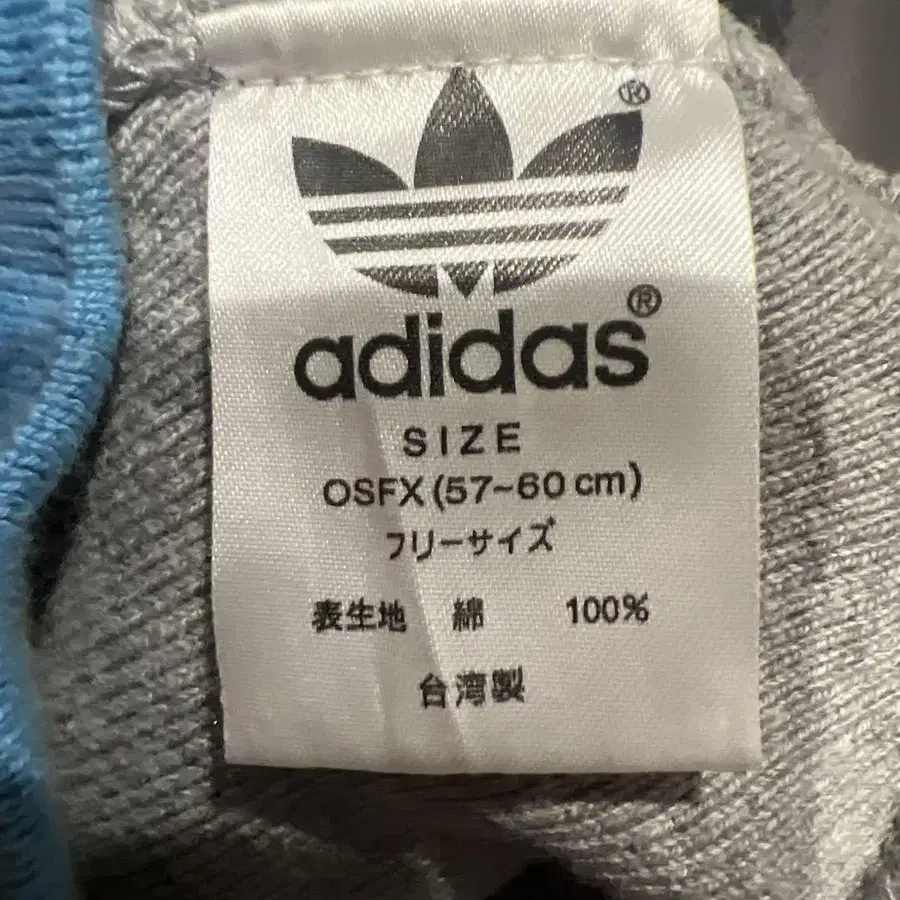 ®
adidas®
SIZE
OSFX (57~60 cm)
フリーサイズ
表生地 綿 100%
台湾製